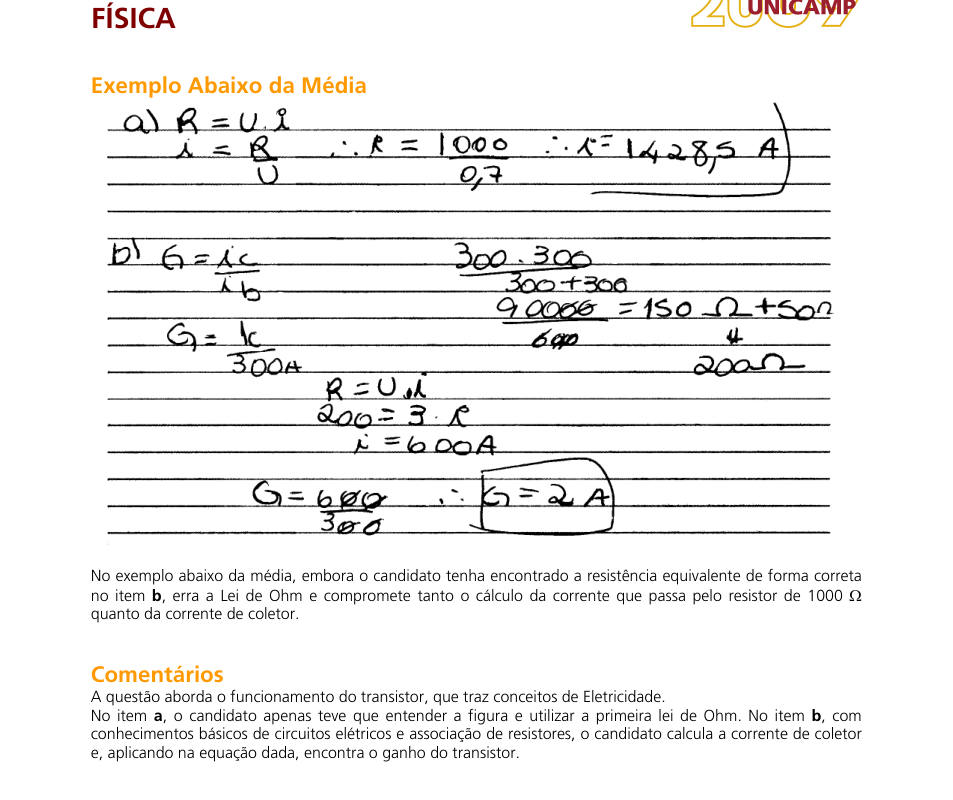 FÍSICA
2009 UNICAMP
Exemplo Abaixo da Média
a) R = U.i
i = R/U ∴ i = 1000/0,7 ∴ i = 1428,5 A
b) G = ic/ib 300 . 300/300 + 300
90000/600 = 150 Ω + 50Ω
G = ic/300A 200Ω
R = U.i
200 = 3 . i
i = 600A
G = 600/300 ∴ G = 2 A
No exemplo abaixo da média, embora o candidato tenha encontrado a resistência equivalente de forma correta
no item b, erra a Lei de Ohm e compromete tanto o cálculo da corrente que passa pelo resistor de 1000 Ω
quanto da corrente de coletor.
Comentários
A questão aborda o funcionamento do transistor, que traz conceitos de Eletricidade.
No item a, o candidato apenas teve que entender a figura e utilizar a primeira lei de Ohm. No item b, com
conhecimentos básicos de circuitos elétricos e associação de resistores, o candidato calcula a corrente de coletor
e, aplicando na equação dada, encontra o ganho do transistor.